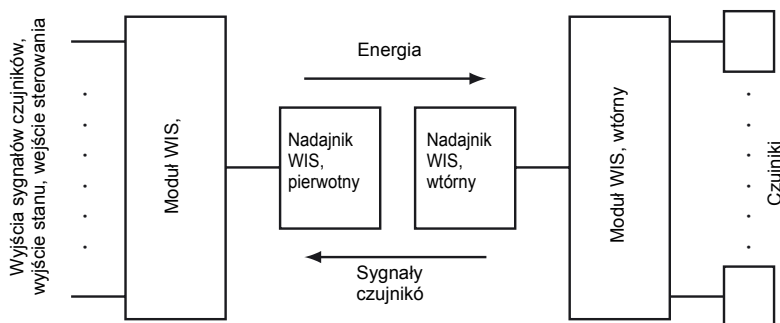 Wyjścia sygnałów czujników,
wyjście stanu, wejście sterowania
Moduł WIS,
Energia
Nadajnik
WIS,
pierwotny
Nadajnik
WIS,
wtórny
Sygnały
czujnikó
Moduł WIS, wtórny
Czujniki